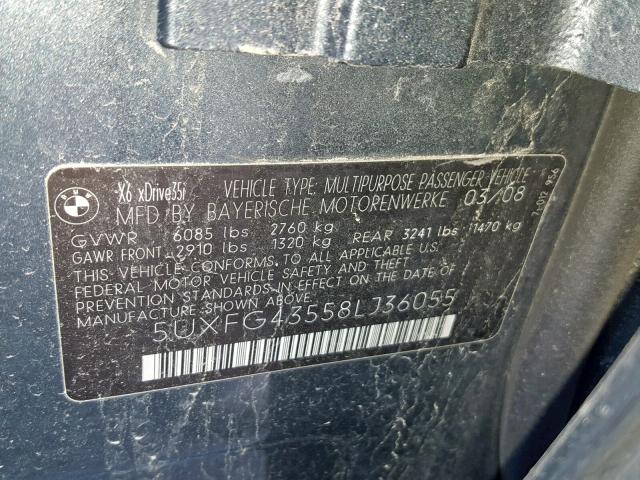 BMW
X6 xDrive35i
VEHICLE TYPE: MULTIPURPOSE PASSENGER VEHICLE
MFD BY BAYERISCHE MOTORENWERKE 03/08
GVWR 6085 lbs 2760 kg
GAWR FRONT 2910 lbs 1320 kg REAR 3241 lbs 1470 kg
THIS VEHICLE CONFORMS TO ALL APPLICABLE
FEDERAL MOTOR VEHICLE SAFETY AND THEFT
PREVENTION STANDARDS IN EFFECT ON THE DATE OF
MANUFACTURE SHOWN ABOVE.
5UXFG43558LJ36055